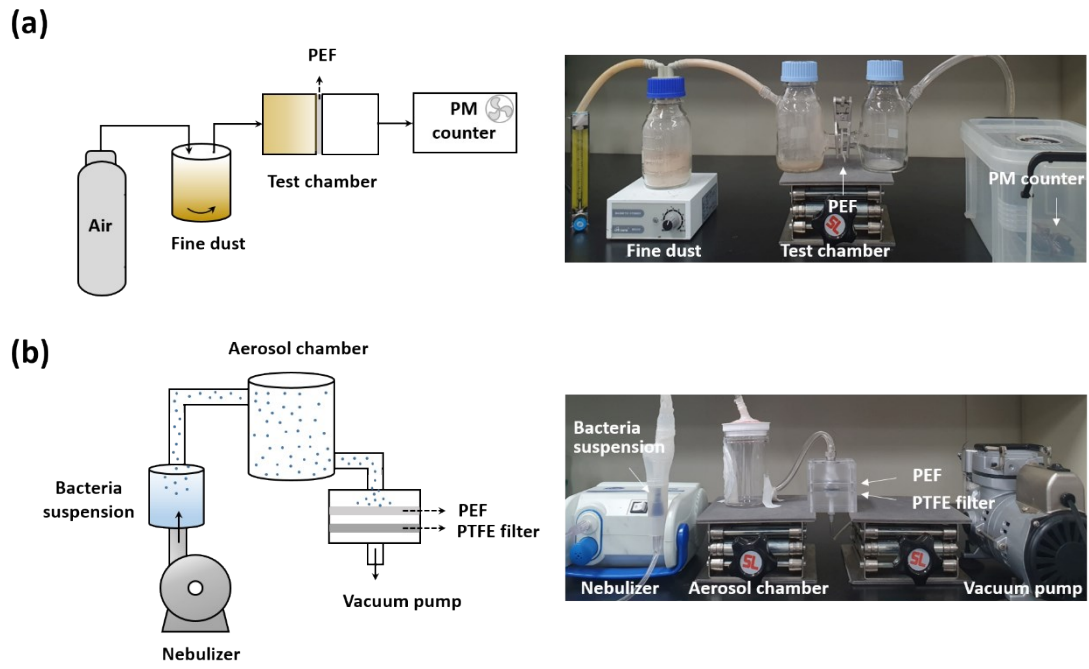 (a)
PEF
PM
counter
Test chamber
Air
Fine dust
PM counter
PEF
SL
Fine dust
Test chamber
(b)
Aerosol chamber
Bacteria
suspension
PEF
PTFE filter
Vacuum pump
Nebulizer
Bacteria
suspension
PEF
PTFE filter
SL
SL
Nebulizer
Aerosol chamber
Vacuum pump